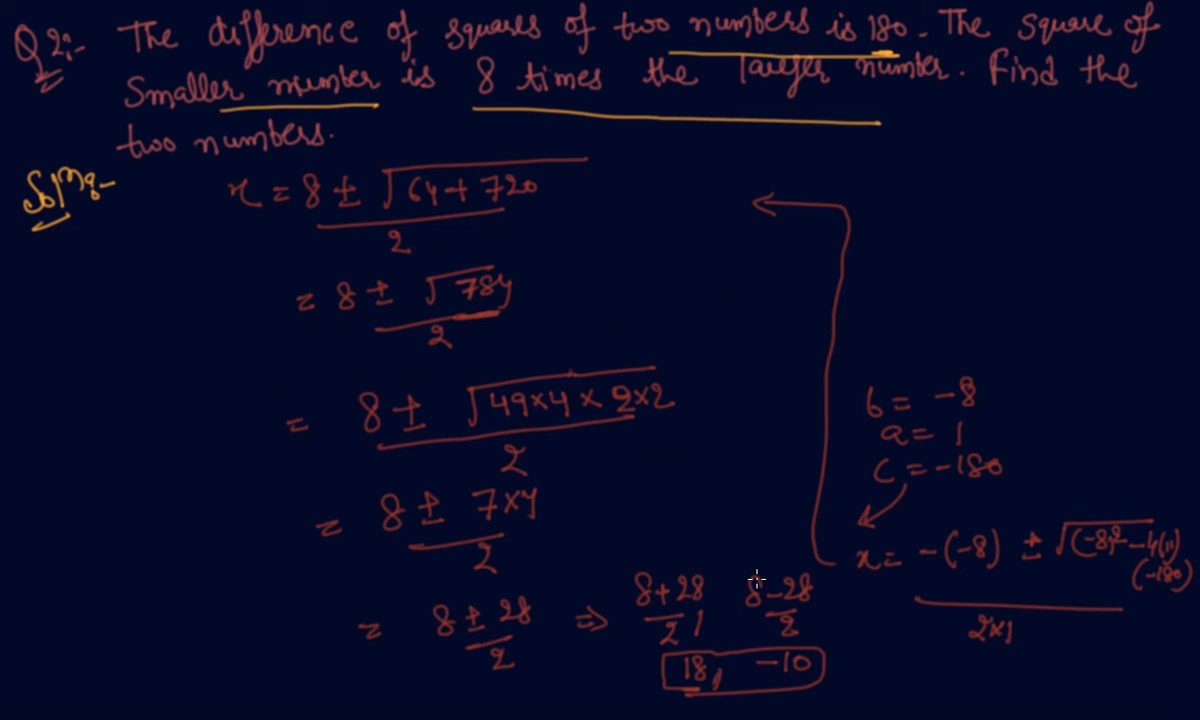 Q2:- The difference of squares of two numbers is 180. The square of
smaller number is 8 times the larger number. Find the
two numbers.
Soln:-
x = 8 ± √64 + 720
2
= 8 ± √784
2
= 8 ± √49×4×2×2
2
= 8 ± 7×4
2
= 8 ± 28 ⇒ 8+28, 8-28
2 2 2
18, -10
b = -8
a = 1
c = -180
x = -(-8) ± √(-8)² - 4(1)
(-180)
2×1